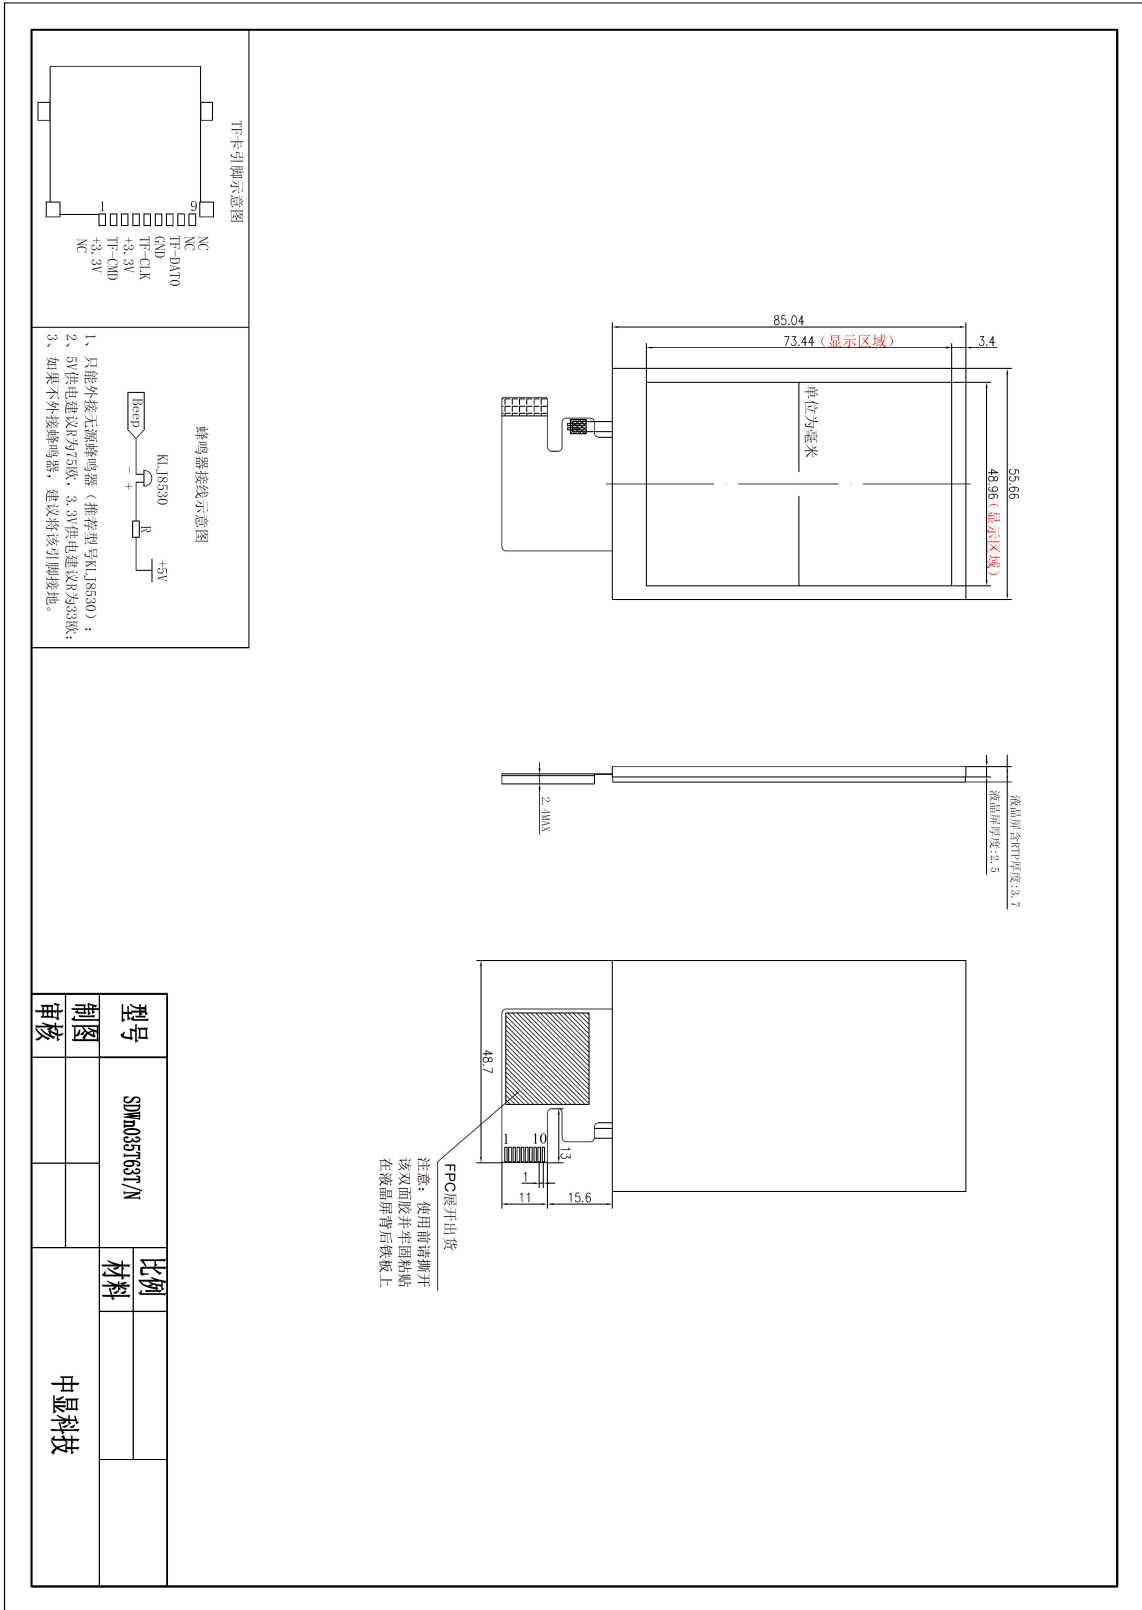 85.04
73.44（显示区域）
3.4
55.66
48.96（显示区域）
单位为毫米
液晶屏含RTP厚度:3.7
液晶屏厚度:2.5
2.4MAX
48.7
1
10
13
1
11
15.6
FPC展开出货
注意：使用前请撕开
该双面胶并牢固粘贴
在液晶屏背后铁板上
TF卡引脚示意图
1
9
NC
NC
TF-DAT0
GND
TF-CLK
+3.3V
TF-CMD
+3.3V
NC
蜂鸣器接线示意图
Beep
KLJ8530
- +
R
+5V
1、只能外接无源蜂鸣器（推荐型号KLJ8530）；
2、5V供电建议R为75欧，3.3V供电建议R为33欧；
3、如果不外接蜂鸣器，建议将该引脚接地。
型号
SDWn035T63T/N
比例
材料
制图
审核
中显科技